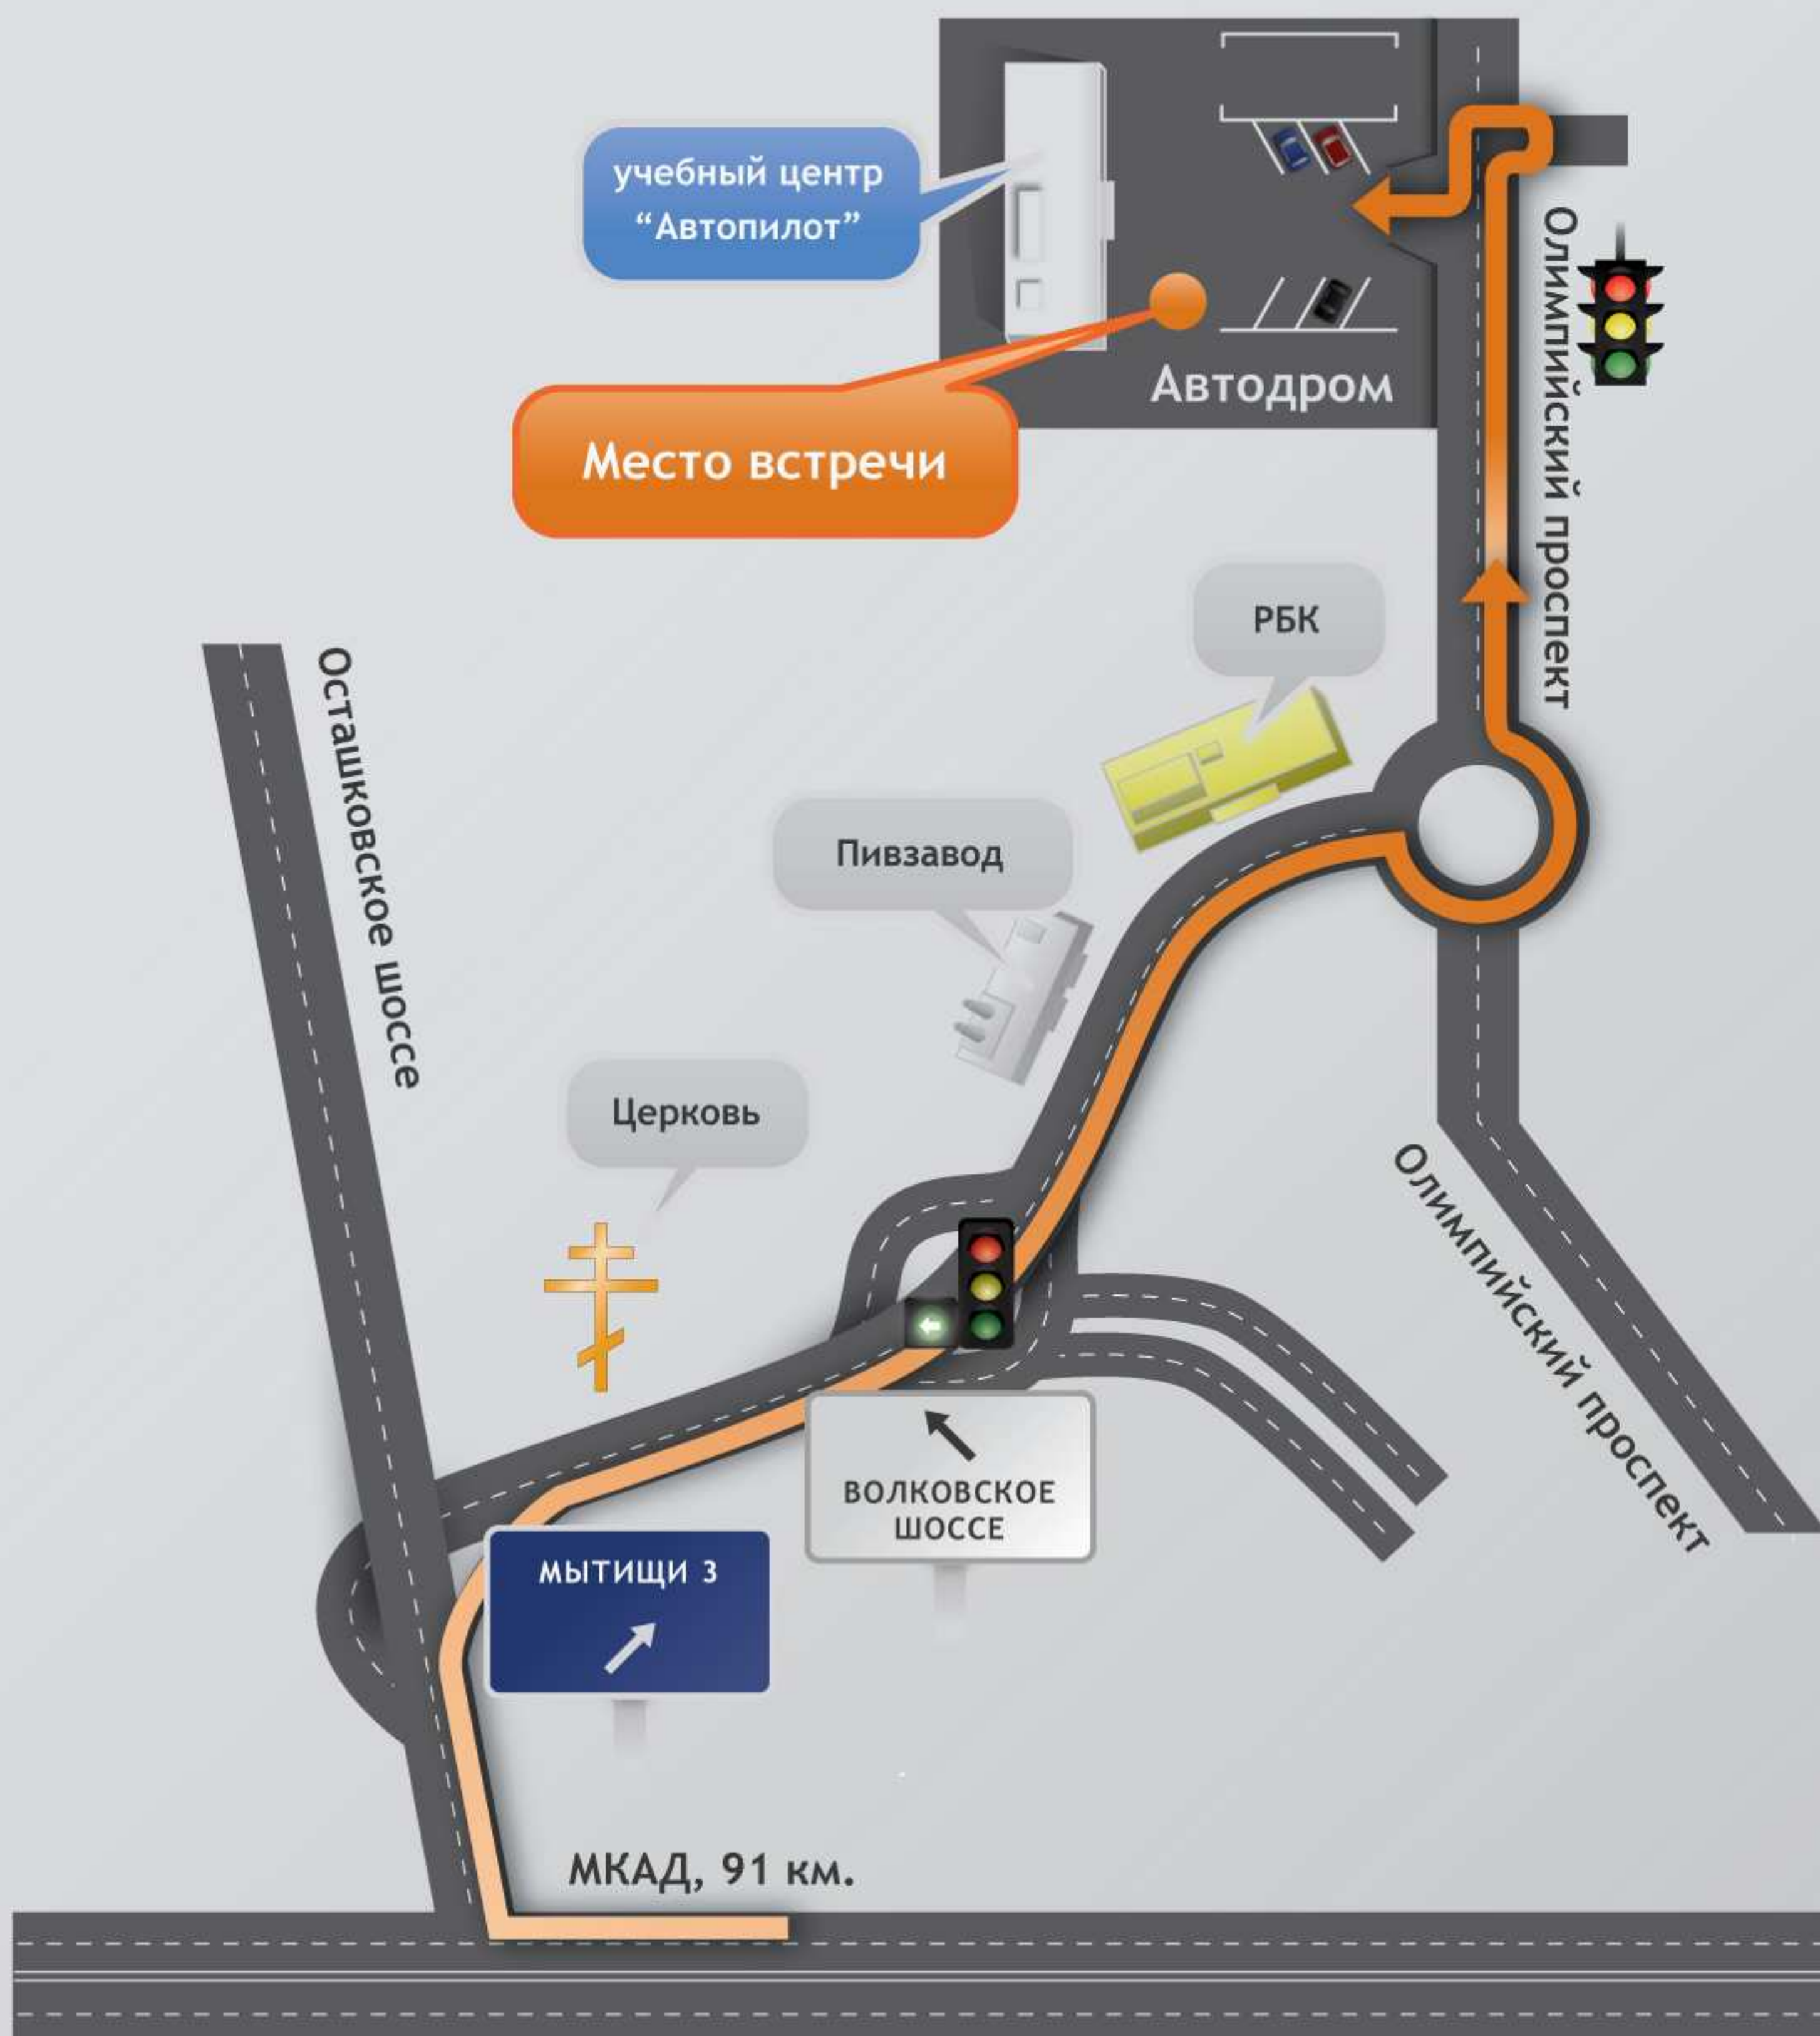 учебный центр
“Автопилот”
Место встречи
Автодром
Олимпийский проспект
РБК
Осташковское шоссе
Пивзавод
Церковь
Олимпийский проспект
ВОЛКОВСКОЕ
ШОССЕ
МЫТИЩИ 3
МКАД, 91 км.